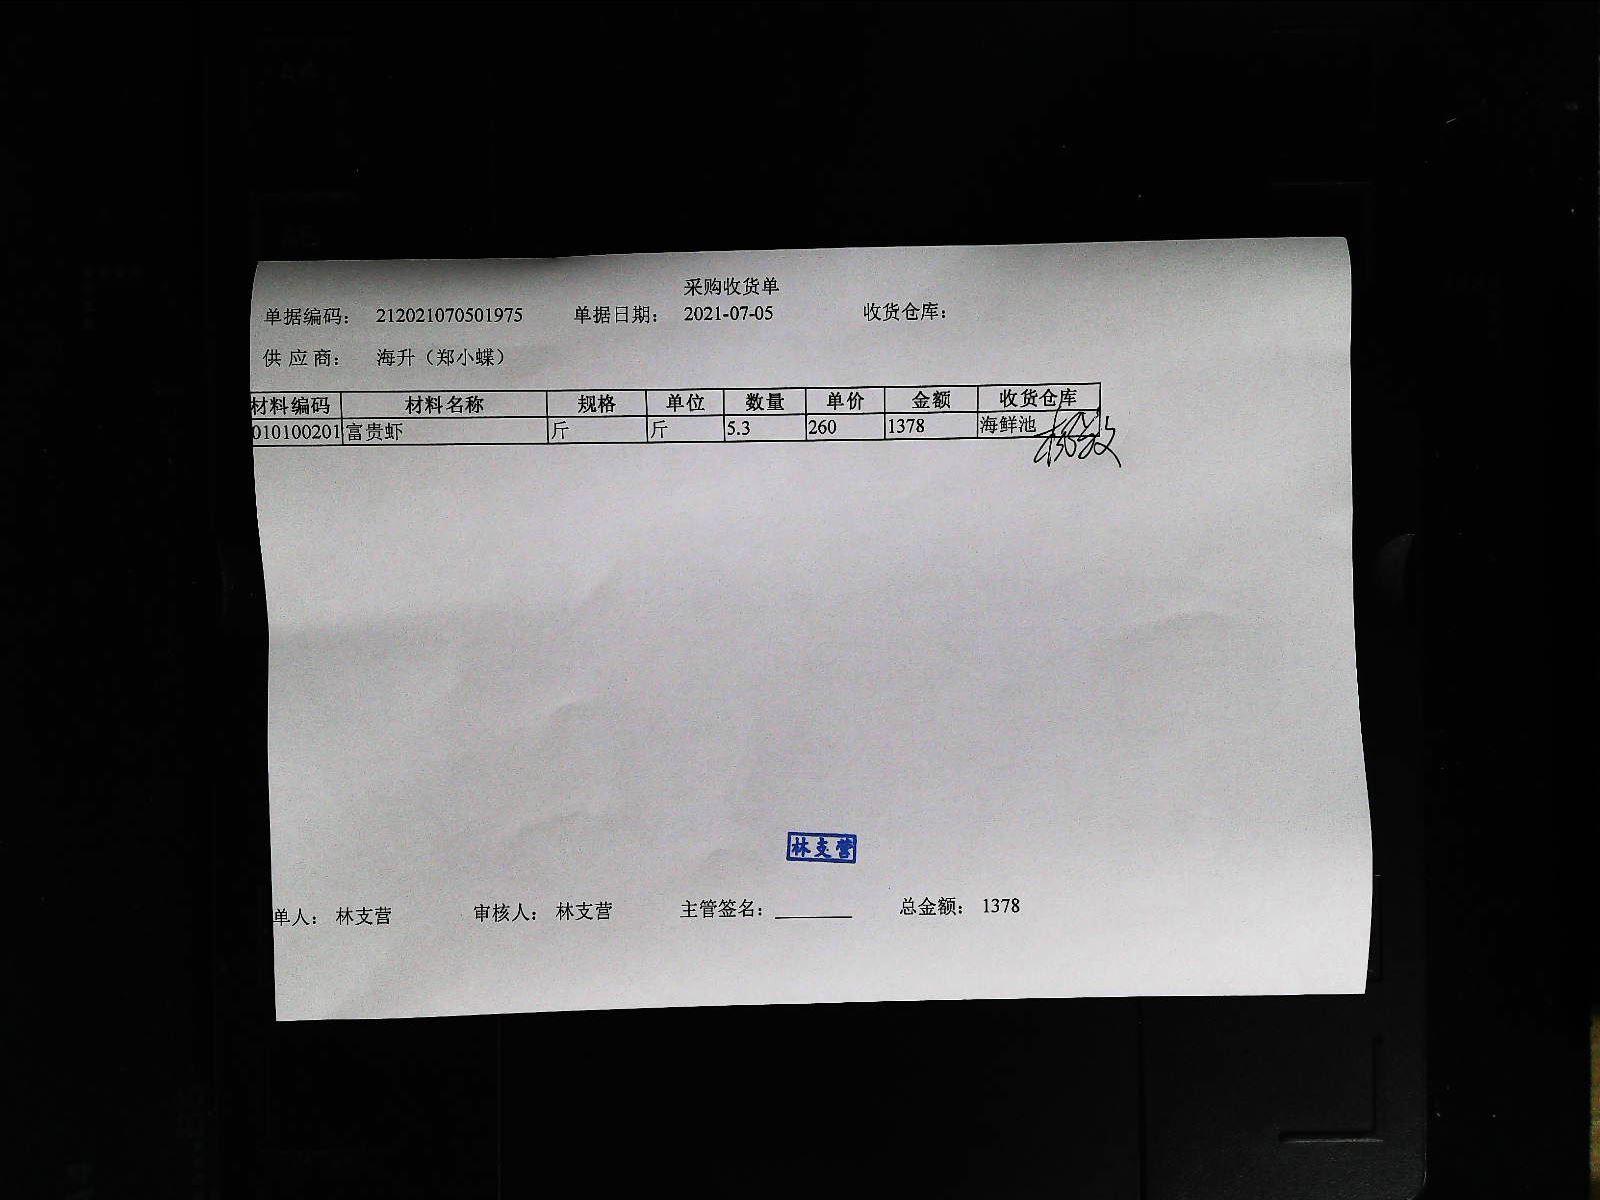 采购收货单
单据编码： 212021070501975 单据日期： 2021-07-05 收货仓库：
供 应 商： 海升（郑小蝶）
材料编码 材料名称 规格 单位 数量 单价 金额 收货仓库
010100201 富贵虾 斤 斤 5.3 260 1378 海鲜池
林支营
单人： 林支营 审核人： 林支营 主管签名：________ 总金额： 1378